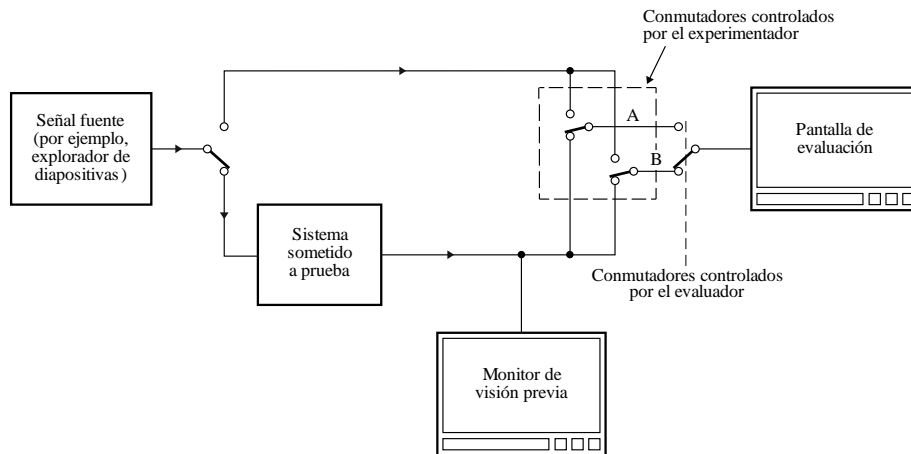 Conmutadores controlados
por el experimentador
Señal fuente
(por ejemplo,
explorador de
diapositivas)
A
Pantalla de
evaluación
B
Sistema
sometido
a prueba
Conmutadores controlados
por el evaluador
Monitor de
visión previa